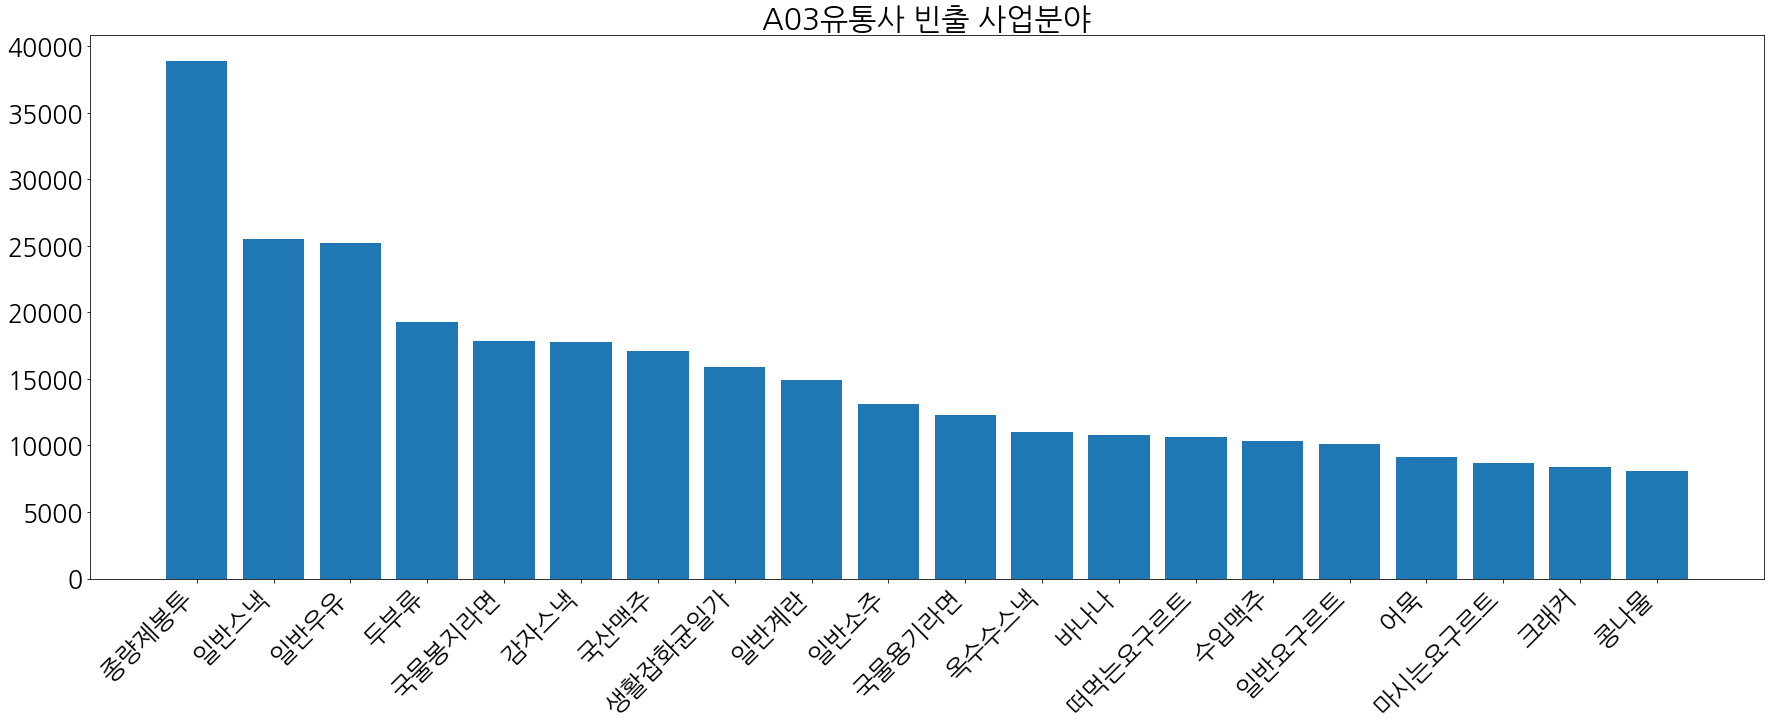 A03유통사 빈출 사업분야
40000
35000
30000
25000
20000
15000
10000
5000
0
종량제봉투
일반스낵
일반우유
두부류
국물봉지라면
감자스낵
국산맥주
생활잡화균일가
일반계란
일반소주
국물용기라면
옥수수스낵
바나나
떠먹는요구르트
수입맥주
일반요구르트
어묵
마시는요구르트
크래커
콩나물